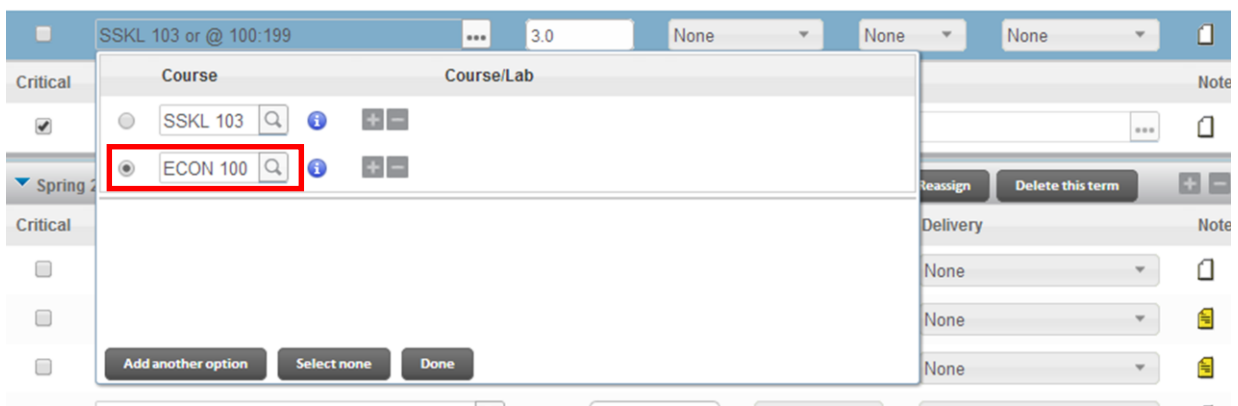 SSKL 103 or @ 100:199 ... 3.0 None None None
Course Course/Lab
Critical Note
SSKL 103
ECON 100
Spring 2 Reassign Delete this term
Critical Delivery Note
None
None
None
Add another option Select none Done